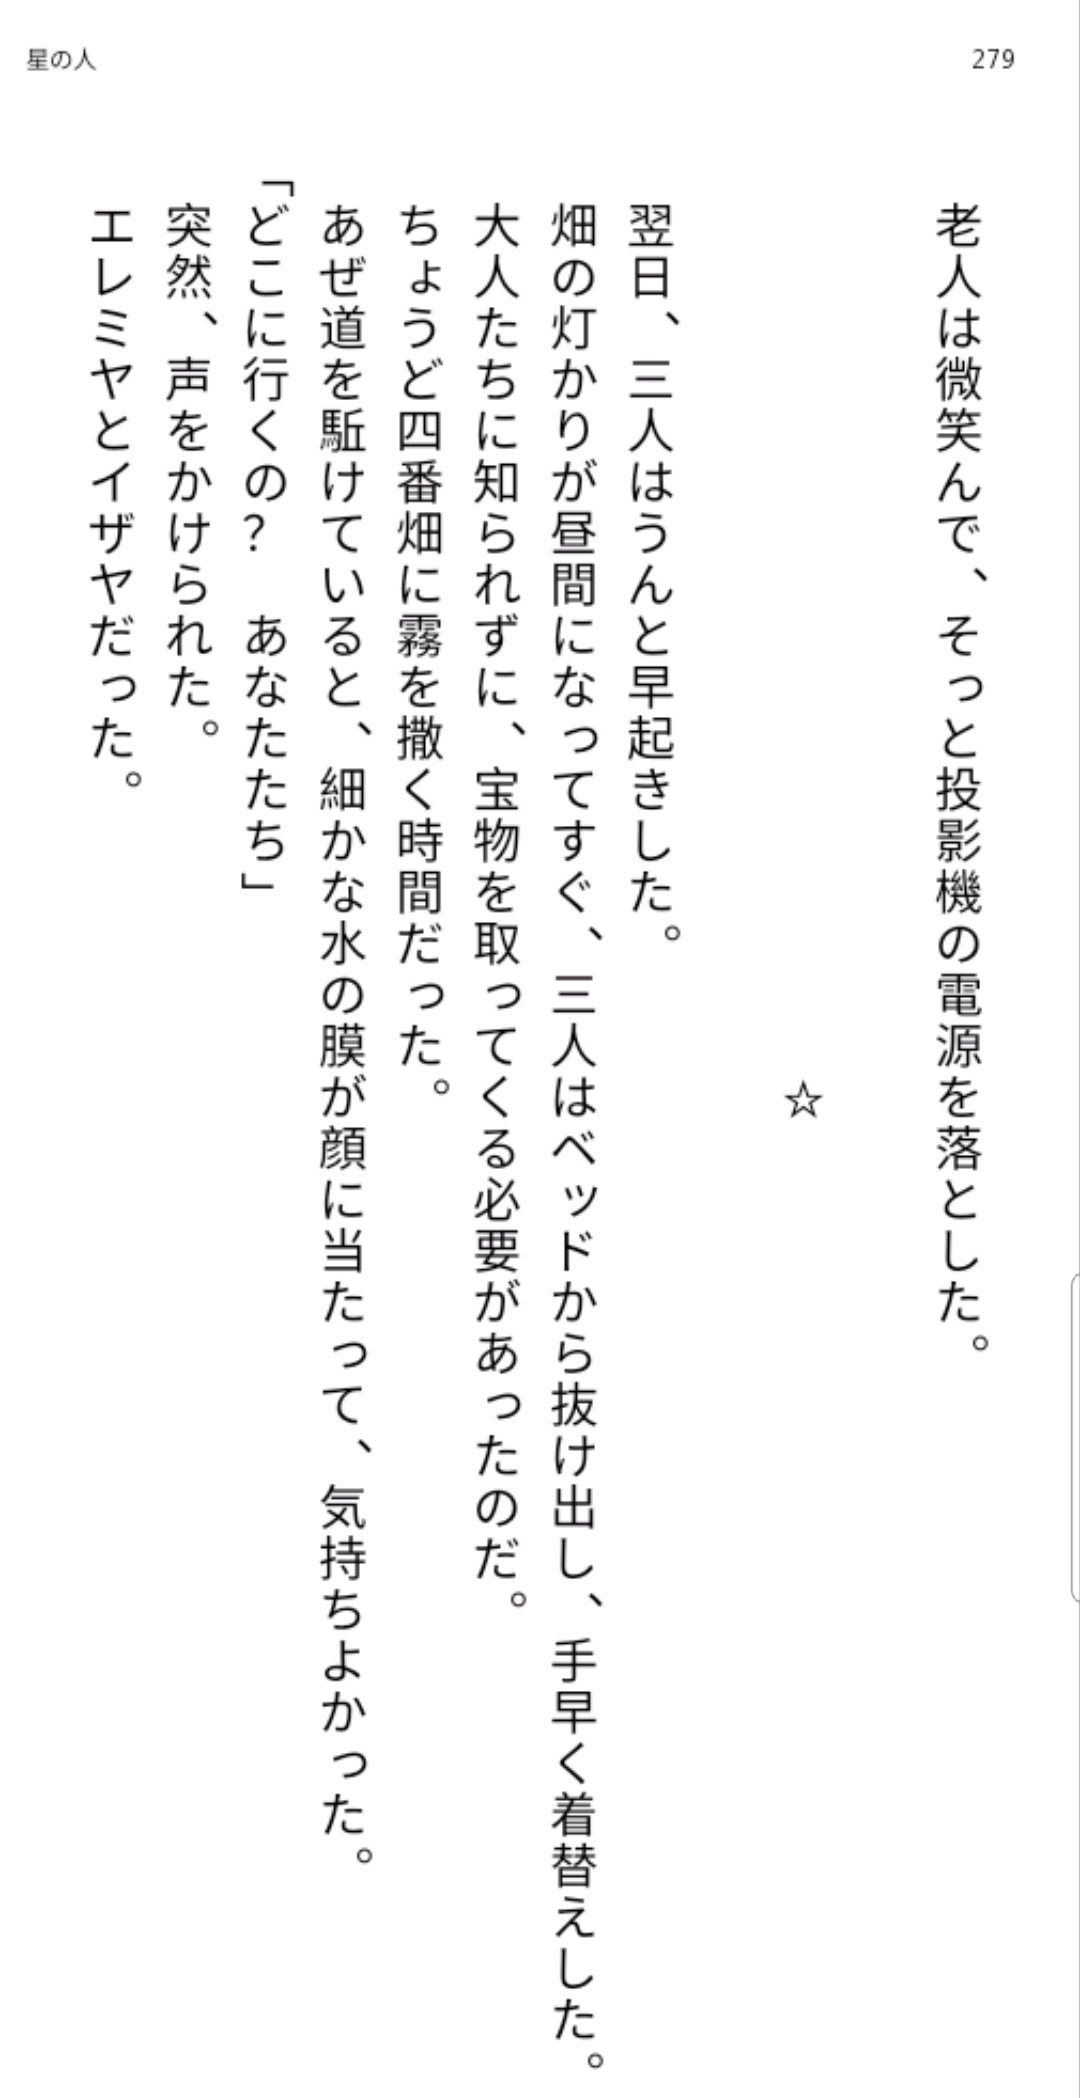 星の人
279
老人は微笑んで、そっと投影機の電源を落とした。
☆
翌日、三人はうんと早起きした。
畑の灯かりが昼間になってすぐ、三人はベッドから抜け出し、手早く着替えした。
大人たちに知られずに、宝物を取ってくる必要があったのだ。
ちょうど四番畑に霧を撒く時間だった。
あぜ道を駈けていると、細かな水の膜が顔に当たって、気持ちよかった。
「どこに行くの？　あなたたち」
突然、声をかけられた。
エレミヤとイザヤだった。